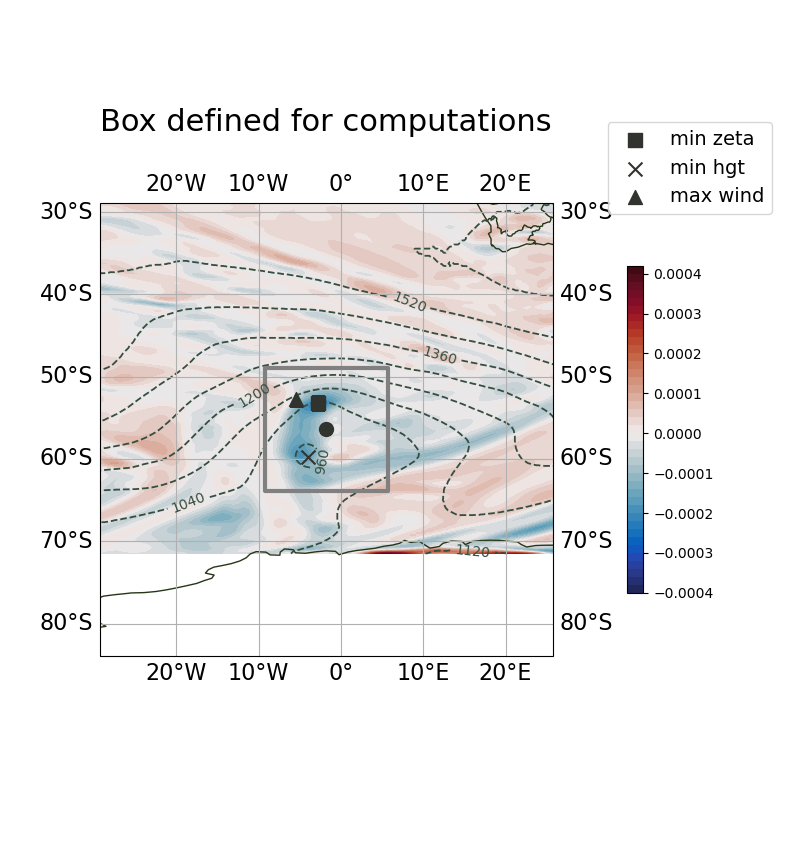 Box defined for computations
min zeta
min hgt
max wind
20°W 10°W 0° 10°E 20°E
30°S 30°S
40°S 40°S
50°S 50°S
60°S 60°S
70°S 70°S
80°S 80°S
20°W 10°W 0° 10°E 20°E
1520
1360
1200
960
1040
1120
0.0004
0.0003
0.0002
0.0001
0.0000
−0.0001
−0.0002
−0.0003
−0.0004